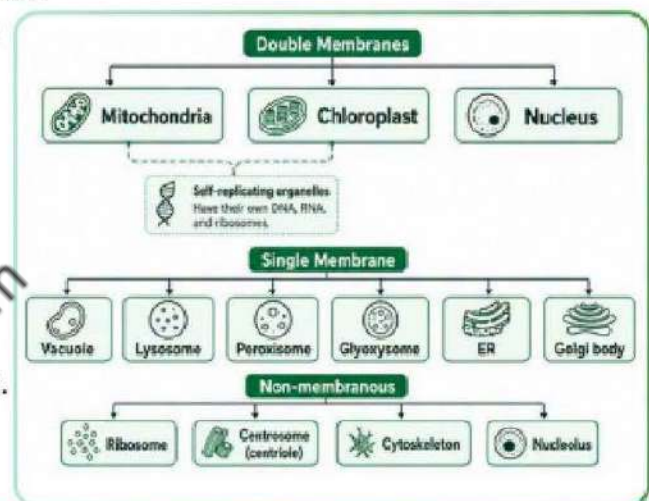 Double Membranes
Mitochondria
Chloroplast
Nucleus
Self-replicating organelles
Have their own DNA, RNA,
and ribosomes.
Single Membrane
Vacuole
Lysosome
Peroxisome
Glyoxysome
ER
Golgi body
Non-membranous
Ribosome
Centrosome
(centriole)
Cytoskeleton
Nucleolus